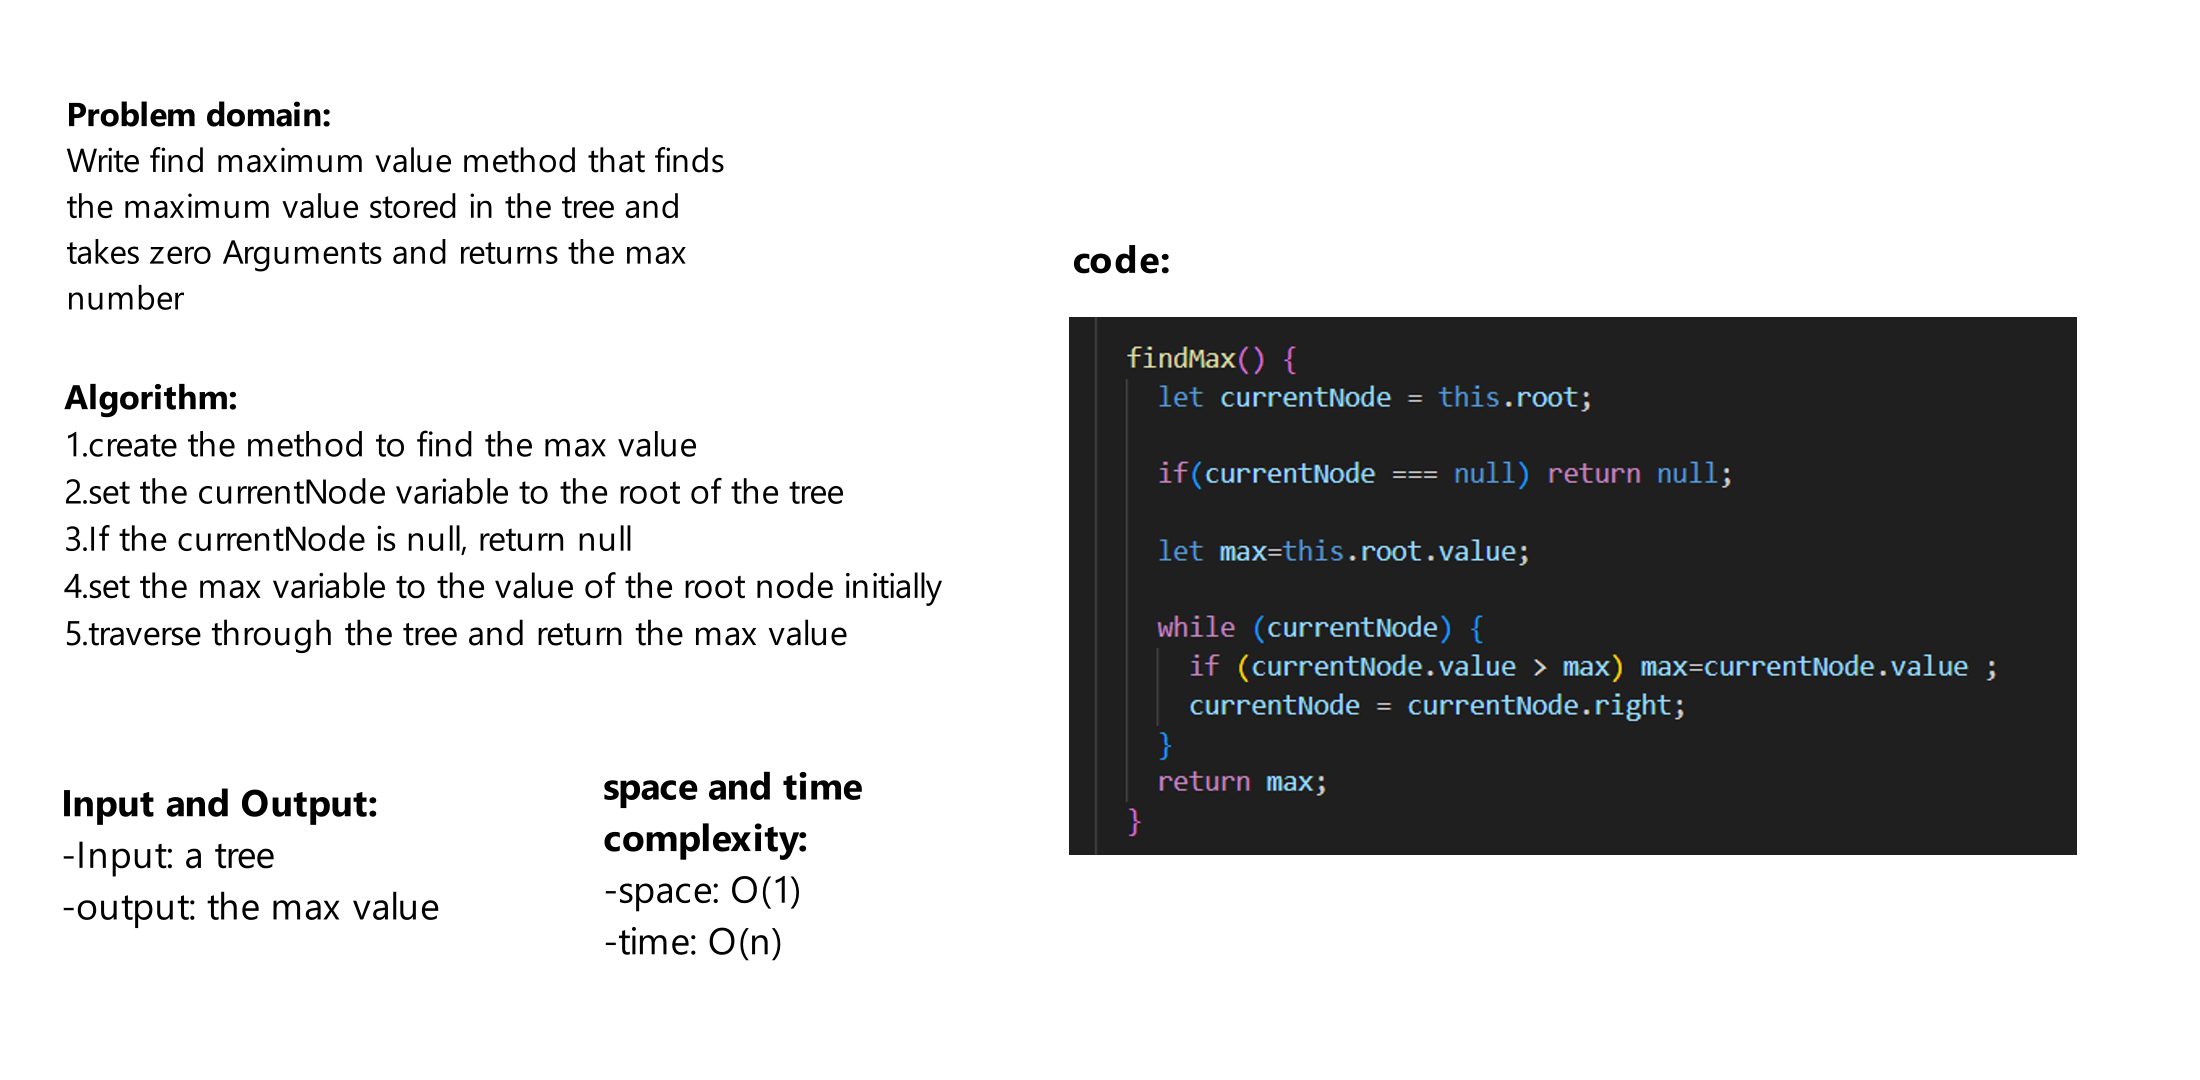 Problem domain:
Write find maximum value method that finds
the maximum value stored in the tree and
takes zero Arguments and returns the max
number
Algorithm:
1.create the method to find the max value
2.set the currentNode variable to the root of the tree
3.If the currentNode is null, return null
4.set the max variable to the value of the root node initially
5.traverse through the tree and return the max value
Input and Output:
-Input: a tree
-output: the max value
space and time
complexity:
-space: O(1)
-time: O(n)
code:
findMax() {
let currentNode = this.root;
if(currentNode === null) return null;
let max=this.root.value;
while (currentNode) {
if (currentNode.value > max) max=currentNode.value ;
currentNode = currentNode.right;
}
return max;
}